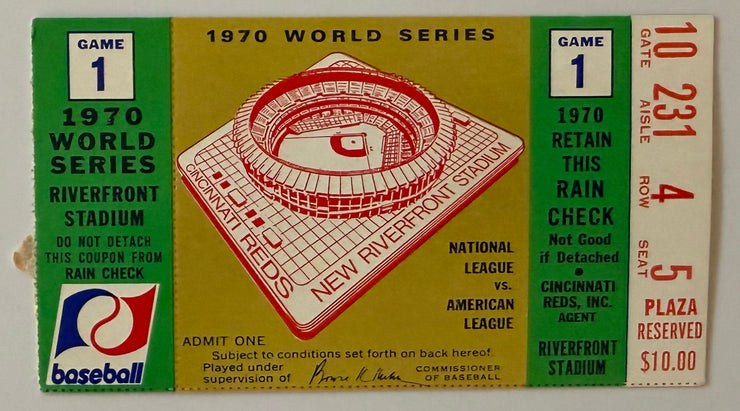 GAME
1
1970
WORLD
SERIES
RIVERFRONT
STADIUM
DO NOT DETACH
THIS COUPON FROM
RAIN CHECK
baseball
1970 WORLD SERIES
CINCINNATI REDS
NEW RIVERFRONT STADIUM
NATIONAL
LEAGUE
vs.
AMERICAN
LEAGUE
ADMIT ONE
Subject to conditions set forth on back hereof.
Played under
supervision of
Bowie K. Kuhn
COMMISSIONER
OF BASEBALL
GAME
1
1970
RETAIN
THIS
RAIN
CHECK
Not Good
if Detached
●
CINCINNATI
REDS, INC.
AGENT
RIVERFRONT
STADIUM
10 231 4 5
GATE AISLE ROW SEAT
PLAZA
RESERVED
$10.00